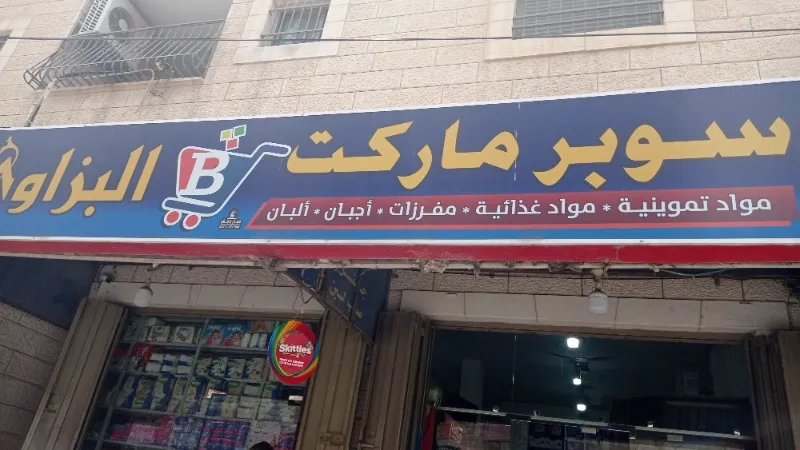 سوبر ماركت
البزاو
B
مواد تموينية * مواد غذائية * مفرزات * أجبان * ألبان
Skittles